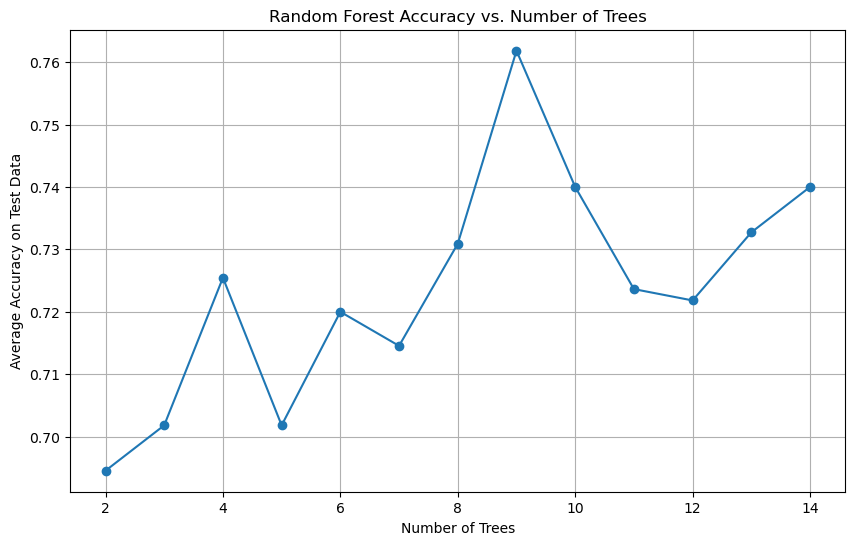 Random Forest Accuracy vs. Number of Trees
Average Accuracy on Test Data
0.76
0.75
0.74
0.73
0.72
0.71
0.70
2 4 6 8 10 12 14
Number of Trees